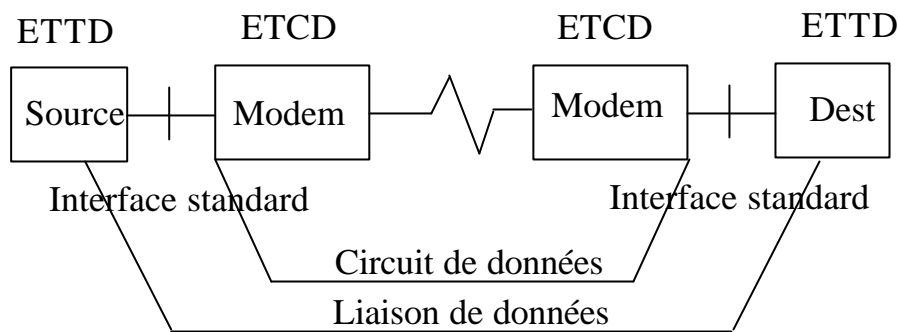 ETTD ETCD ETCD ETTD
Source Modem Modem Dest
Interface standard Interface standard
Circuit de données
Liaison de données